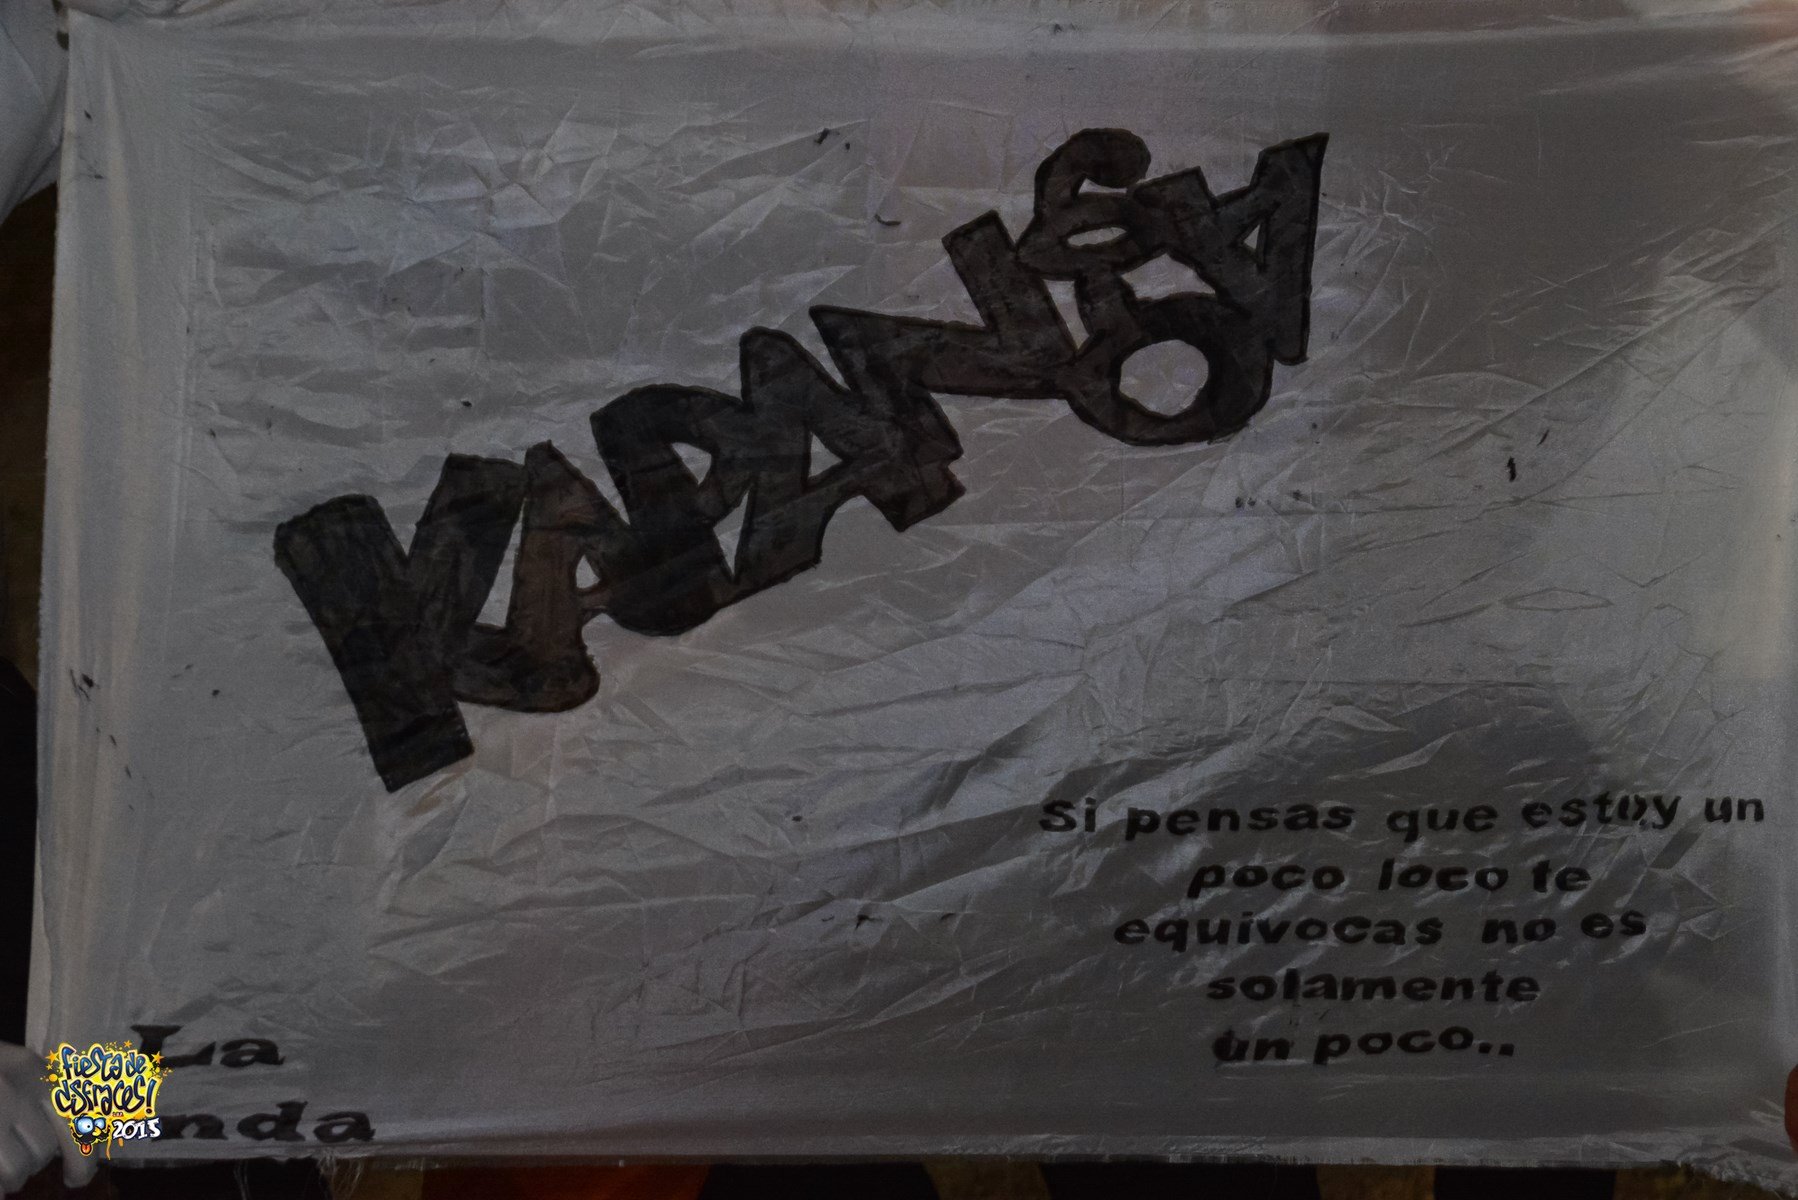 KAPANGA
Si pensas que estoy un
poco loco te
equivocas no es
solamente
un poco..
La
fiesta de
disfraces!
2015